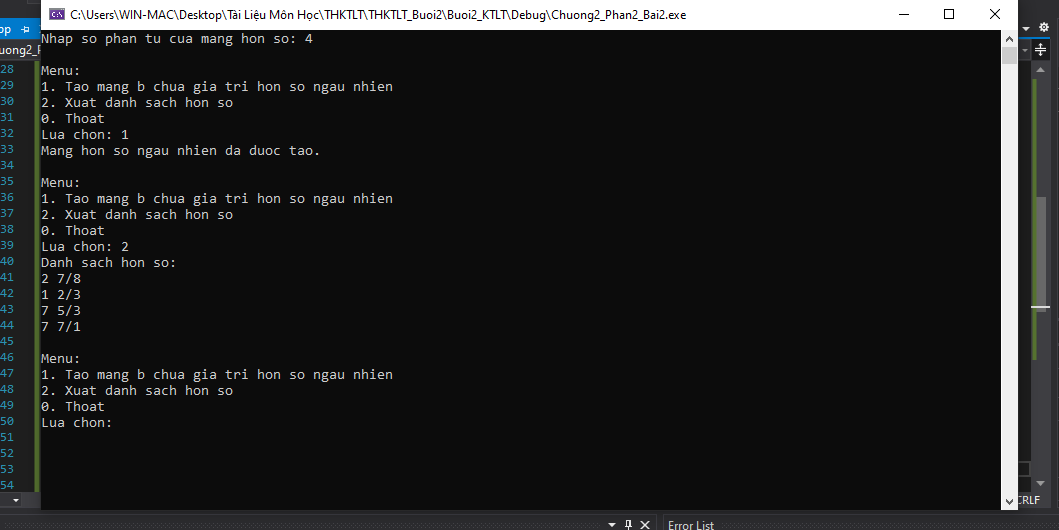 C:\Users\WIN-MAC\Desktop\Tài Liệu Môn Học\THKTLT\THKTLT_Buoi2\Buoi2_KTLT\Debug\Chuong2_Phan2_Bai2.exe
Nhap so phan tu cua mang hon so: 4
Menu:
1. Tao mang b chua gia tri hon so ngau nhien
2. Xuat danh sach hon so
0. Thoat
Lua chon: 1
Mang hon so ngau nhien da duoc tao.
Menu:
1. Tao mang b chua gia tri hon so ngau nhien
2. Xuat danh sach hon so
0. Thoat
Lua chon: 2
Danh sach hon so:
2 7/8
1 2/3
7 5/3
7 7/1
Menu:
1. Tao mang b chua gia tri hon so ngau nhien
2. Xuat danh sach hon so
0. Thoat
Lua chon:
28
29
30
31
32
33
34
35
36
37
38
39
40
41
42
43
44
45
46
47
48
49
50
51
52
53
54
CRLF
Error List